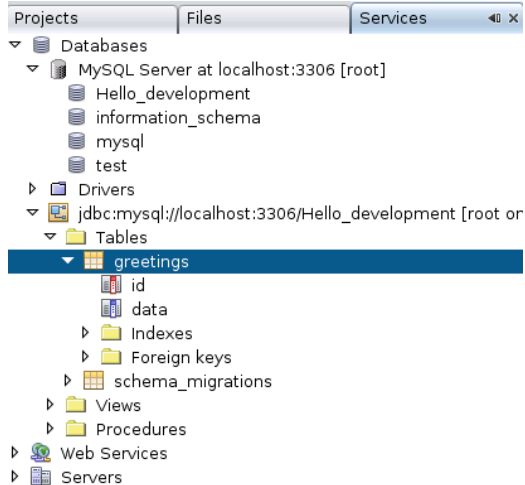 Projects Files Services
Databases
MySQL Server at localhost:3306 [root]
Hello_development
information_schema
mysql
test
Drivers
jdbc:mysql://localhost:3306/Hello_development [root on
Tables
greetings
id
data
Indexes
Foreign keys
schema_migrations
Views
Procedures
Web Services
Servers